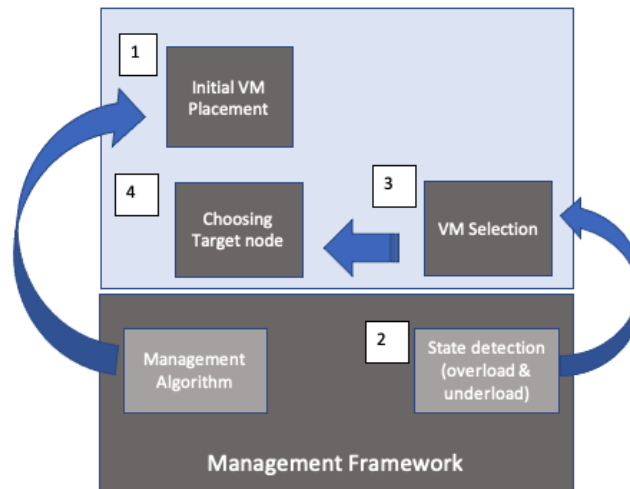 1
Initial VM
Placement
4
Choosing
Target node
3
VM Selection
Management
Algorithm
2
State detection
(overload &
underload)
Management Framework